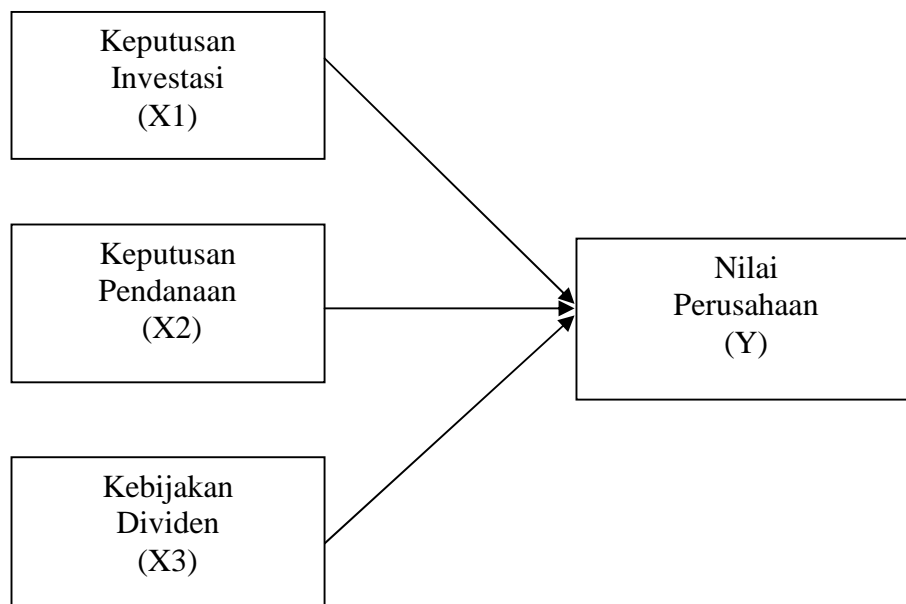 Keputusan
Investasi
(X1)
Keputusan
Pendanaan
(X2)
Nilai
Perusahaan
(Y)
Kebijakan
Dividen
(X3)